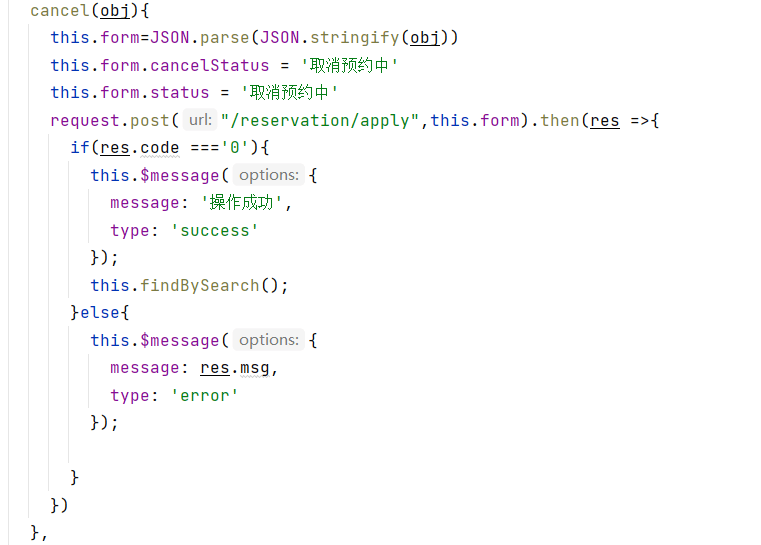 cancel(obj){
this.form=JSON.parse(JSON.stringify(obj))
this.form.cancelStatus = '取消预约中'
this.form.status = '取消预约中'
request.post( url: "/reservation/apply",this.form).then(res =>{
if(res.code ==='0'){
this.$message( options: {
message: '操作成功',
type: 'success'
});
this.findBySearch();
}else{
this.$message( options: {
message: res.msg,
type: 'error'
});
}
})
},